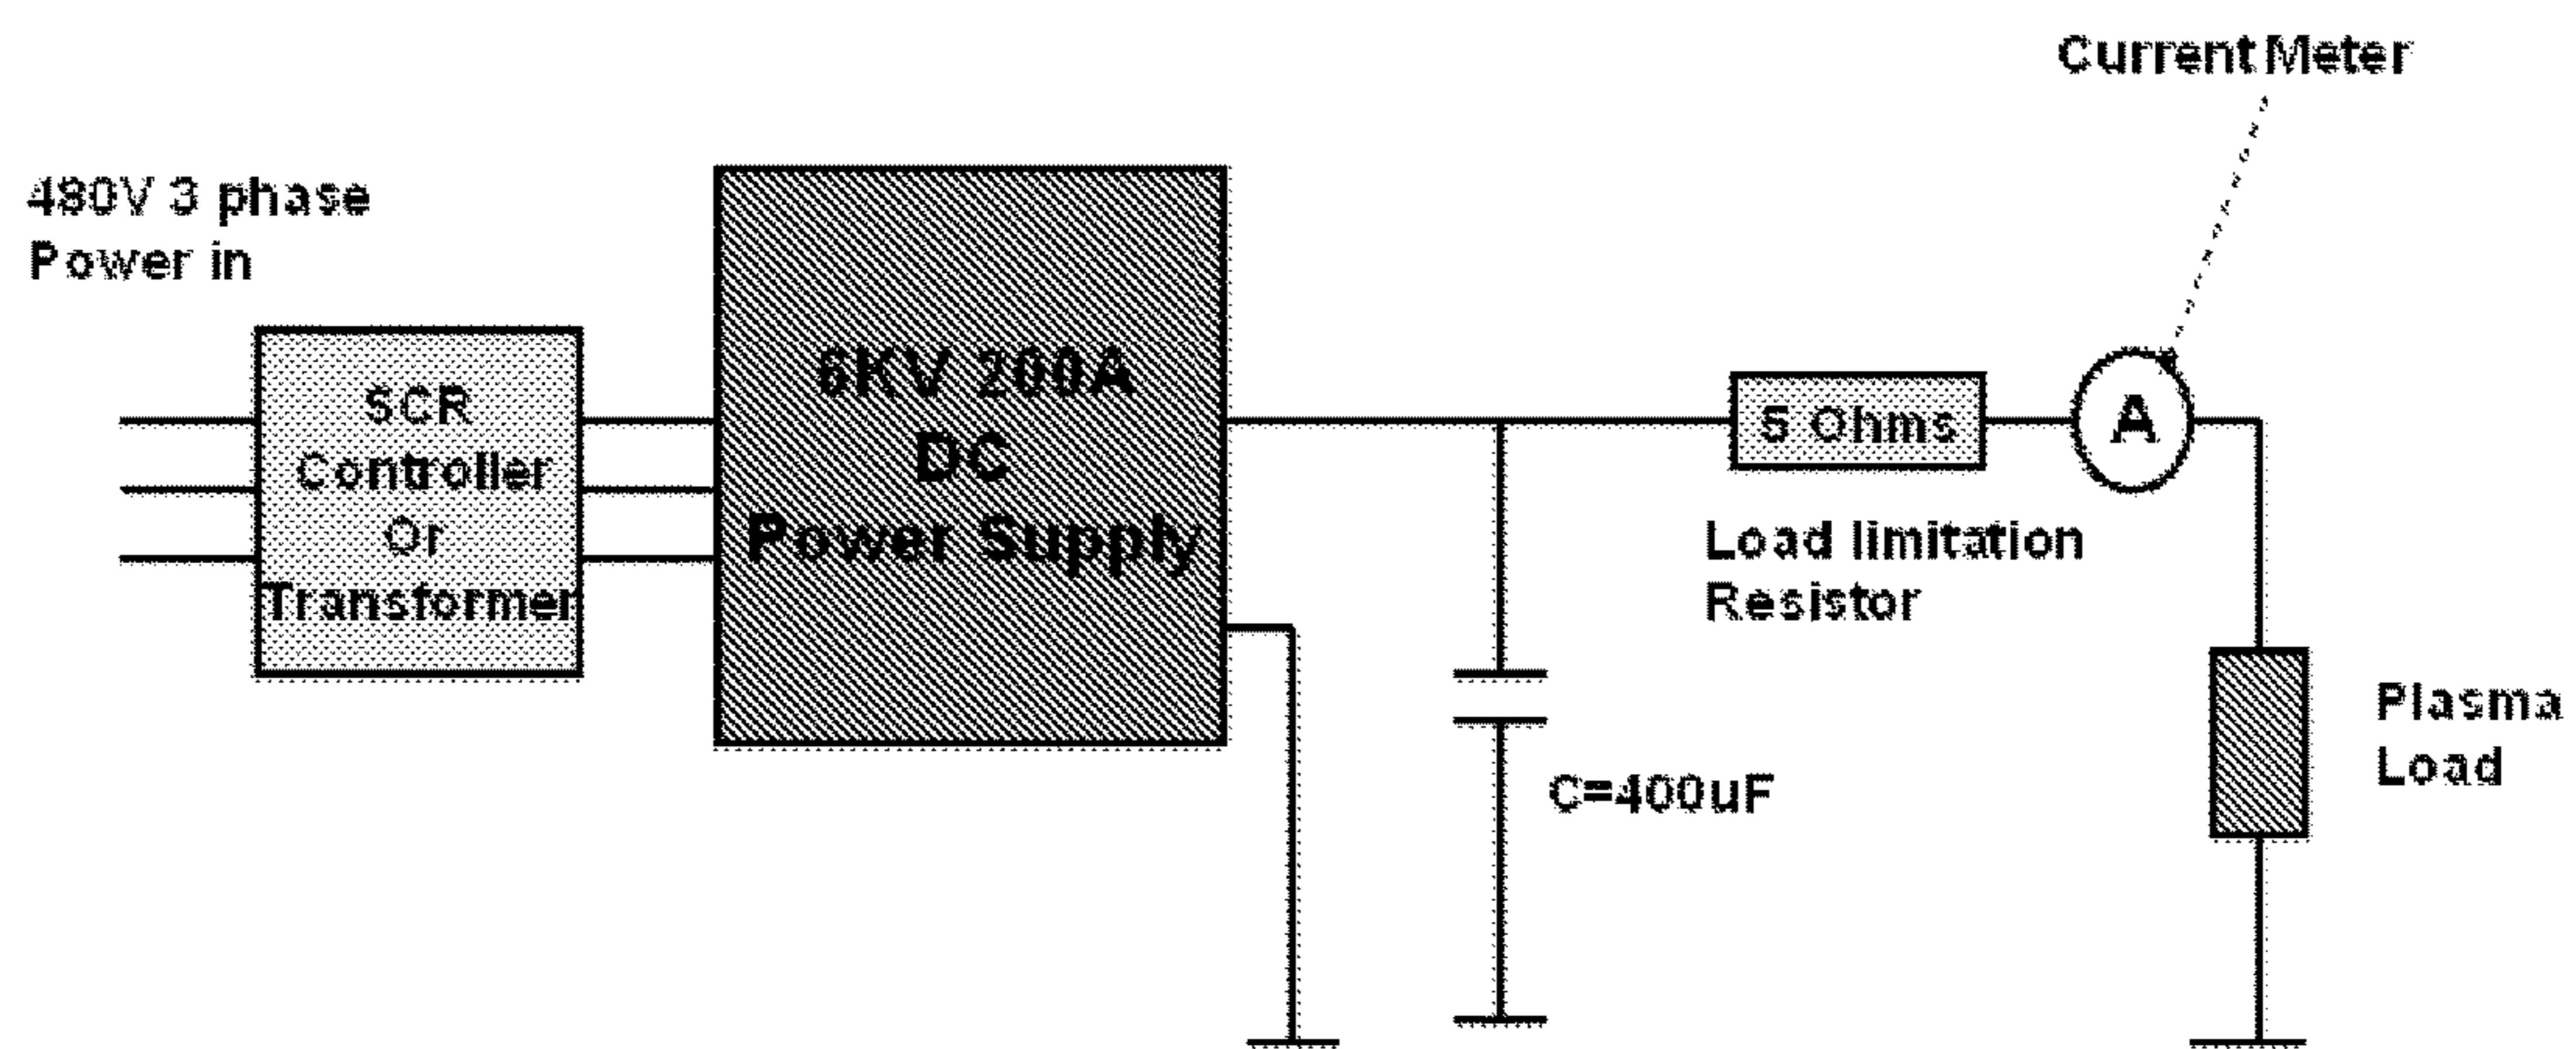 Current Meter
480V 3 phase
Power in
SCR
Controller
Or
Transformer
6KV 200A
DC
Power Supply
5 Ohms
A
Load limitation
Resistor
C=400uF
Plasma
Load